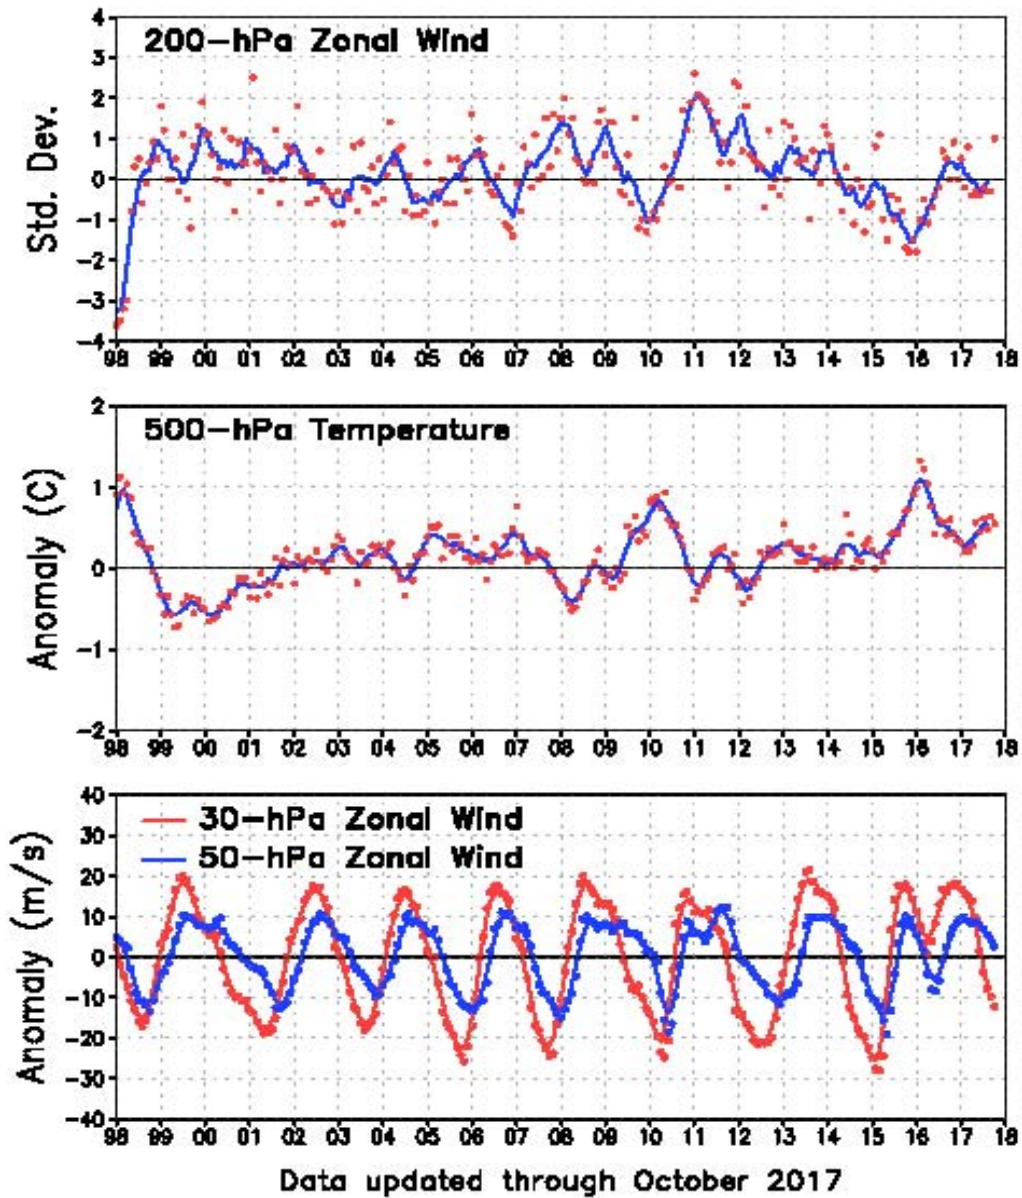 200-hPa Zonal Wind
Std. Dev.
4
3
2
1
0
-1
-2
-3
-4
98 99 00 01 02 03 04 05 06 07 08 09 10 11 12 13 14 15 16 17 18
500-hPa Temperature
Anomaly (C)
2
1
0
-1
-2
98 99 00 01 02 03 04 05 06 07 08 09 10 11 12 13 14 15 16 17 18
30-hPa Zonal Wind
50-hPa Zonal Wind
Anomaly (m/s)
40
30
20
10
0
-10
-20
-30
-40
98 99 00 01 02 03 04 05 06 07 08 09 10 11 12 13 14 15 16 17 18
Data updated through October 2017